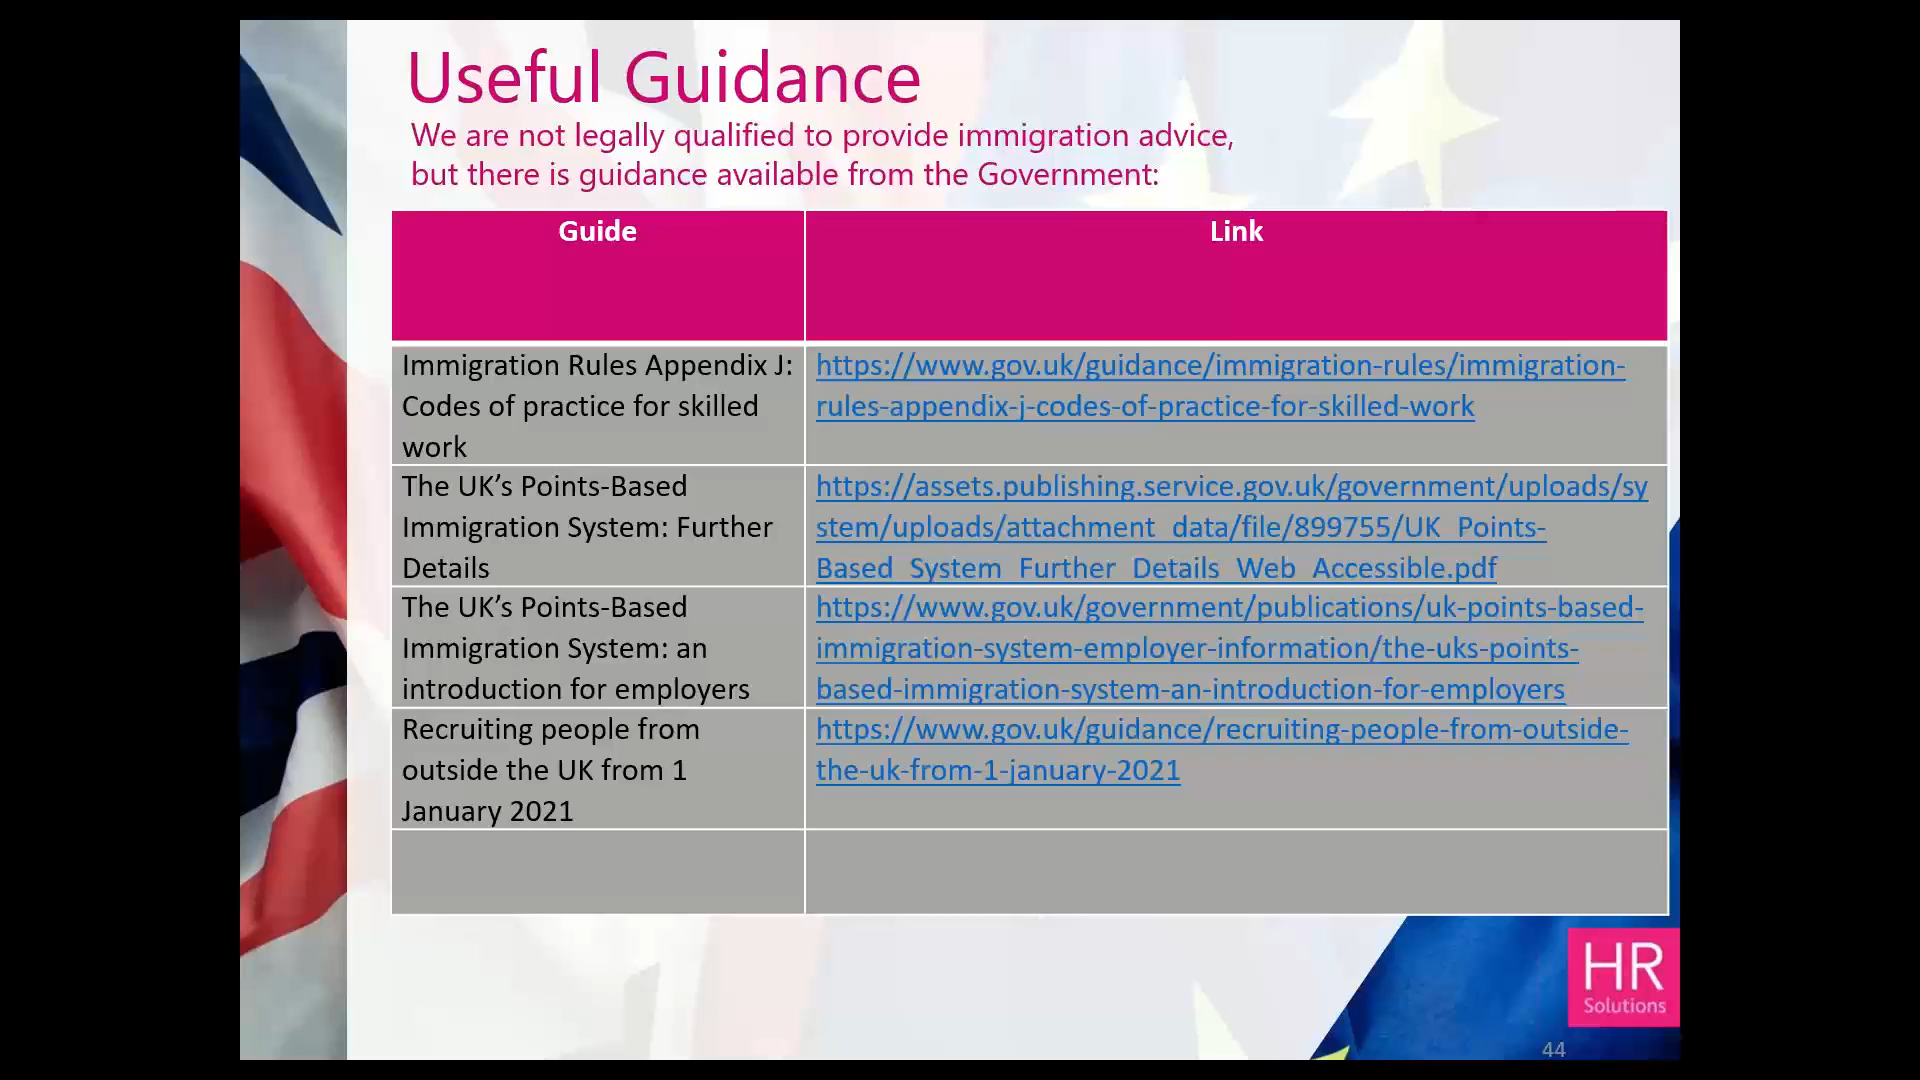 Useful Guidance
We are not legally qualified to provide immigration advice,
but there is guidance available from the Government:
Guide
Link
Immigration Rules Appendix J:
Codes of practice for skilled
work
https://www.gov.uk/guidance/immigration-rules/immigration-
rules-appendix-j-codes-of-practice-for-skilled-work
The UK’s Points-Based
Immigration System: Further
Details
https://assets.publishing.service.gov.uk/government/uploads/sy
stem/uploads/attachment_data/file/899755/UK_Points-
Based_System_Further_Details_Web_Accessible.pdf
The UK’s Points-Based
Immigration System: an
introduction for employers
https://www.gov.uk/government/publications/uk-points-based-
immigration-system-employer-information/the-uks-points-
based-immigration-system-an-introduction-for-employers
Recruiting people from
outside the UK from 1
January 2021
https://www.gov.uk/guidance/recruiting-people-from-outside-
the-uk-from-1-january-2021
HR
Solutions
44